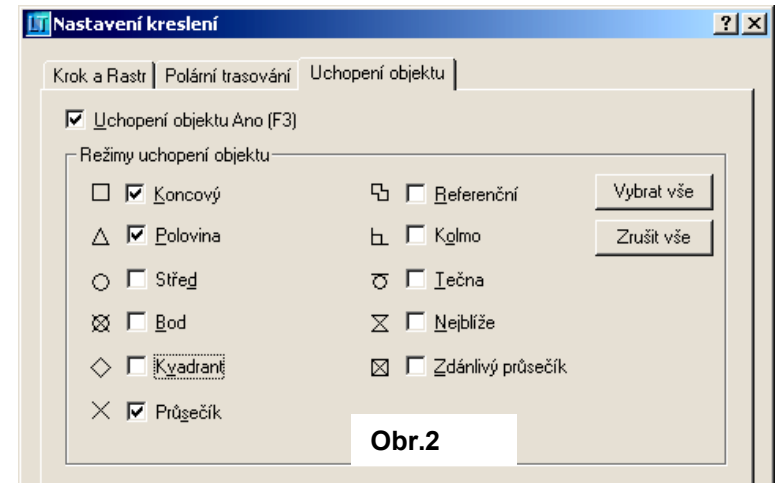 LT Nastavení kreslení
Krok a Rastr Polární trasování Uchopení objektu
Uchopení objektu Ano (F3)
Režimy uchopení objektu
Koncový Referenční Vybrat vše
Polovina Kolmo Zrušit vše
Střed Tečna
Bod Nejblíže
Kvadrant Zdánlivý průsečík
Průsečík
Obr.2